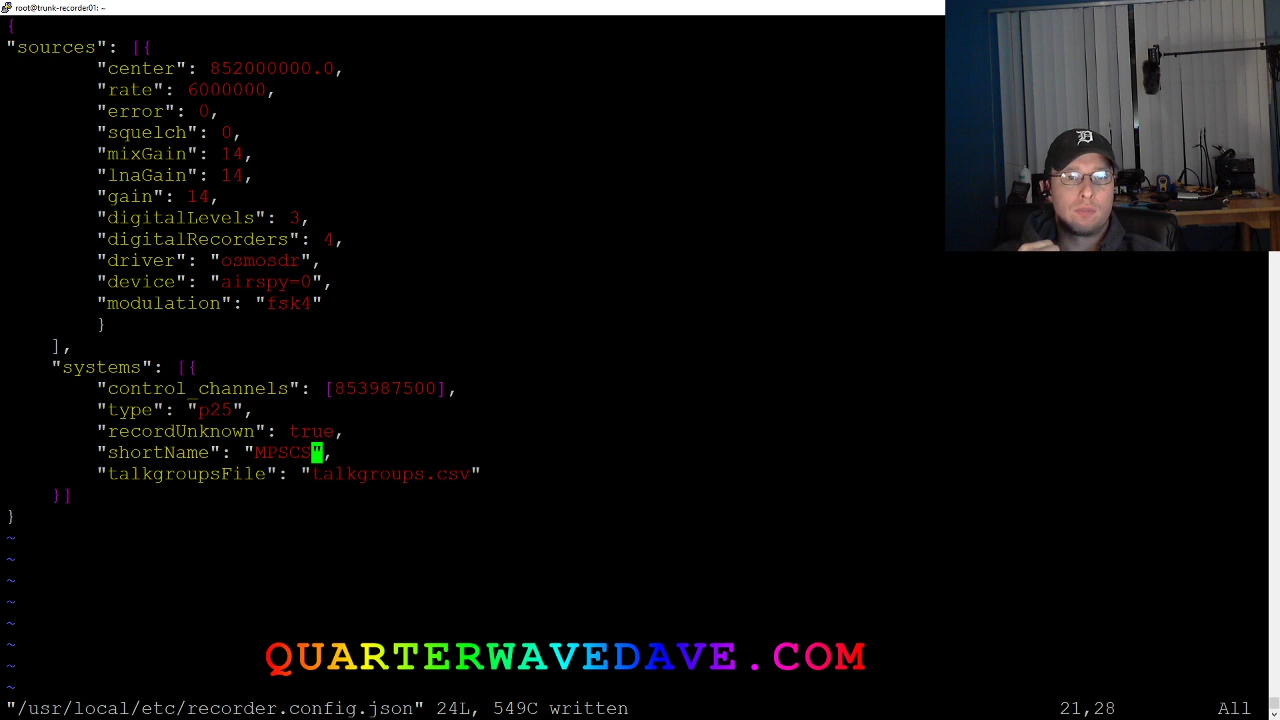 root@trunk-recorder01: ~
{
"sources": [{
"center": 852000000.0,
"rate": 6000000,
"error": 0,
"squelch": 0,
"mixGain": 14,
"lnaGain": 14,
"gain": 14,
"digitalLevels": 3,
"digitalRecorders": 4,
"driver": "osmosdr",
"device": "airspy=0",
"modulation": "fsk4"
}
],
"systems": [{
"control_channels": [853987500],
"type": "p25",
"recordUnknown": true,
"shortName": "MPSCS",
"talkgroupsFile": "talkgroups.csv"
}]
}
~
~
~
~
~
~
~
~
QUARTERWAVEDAVE.COM
"/usr/local/etc/recorder.config.json" 24L, 549C written 21,28 All